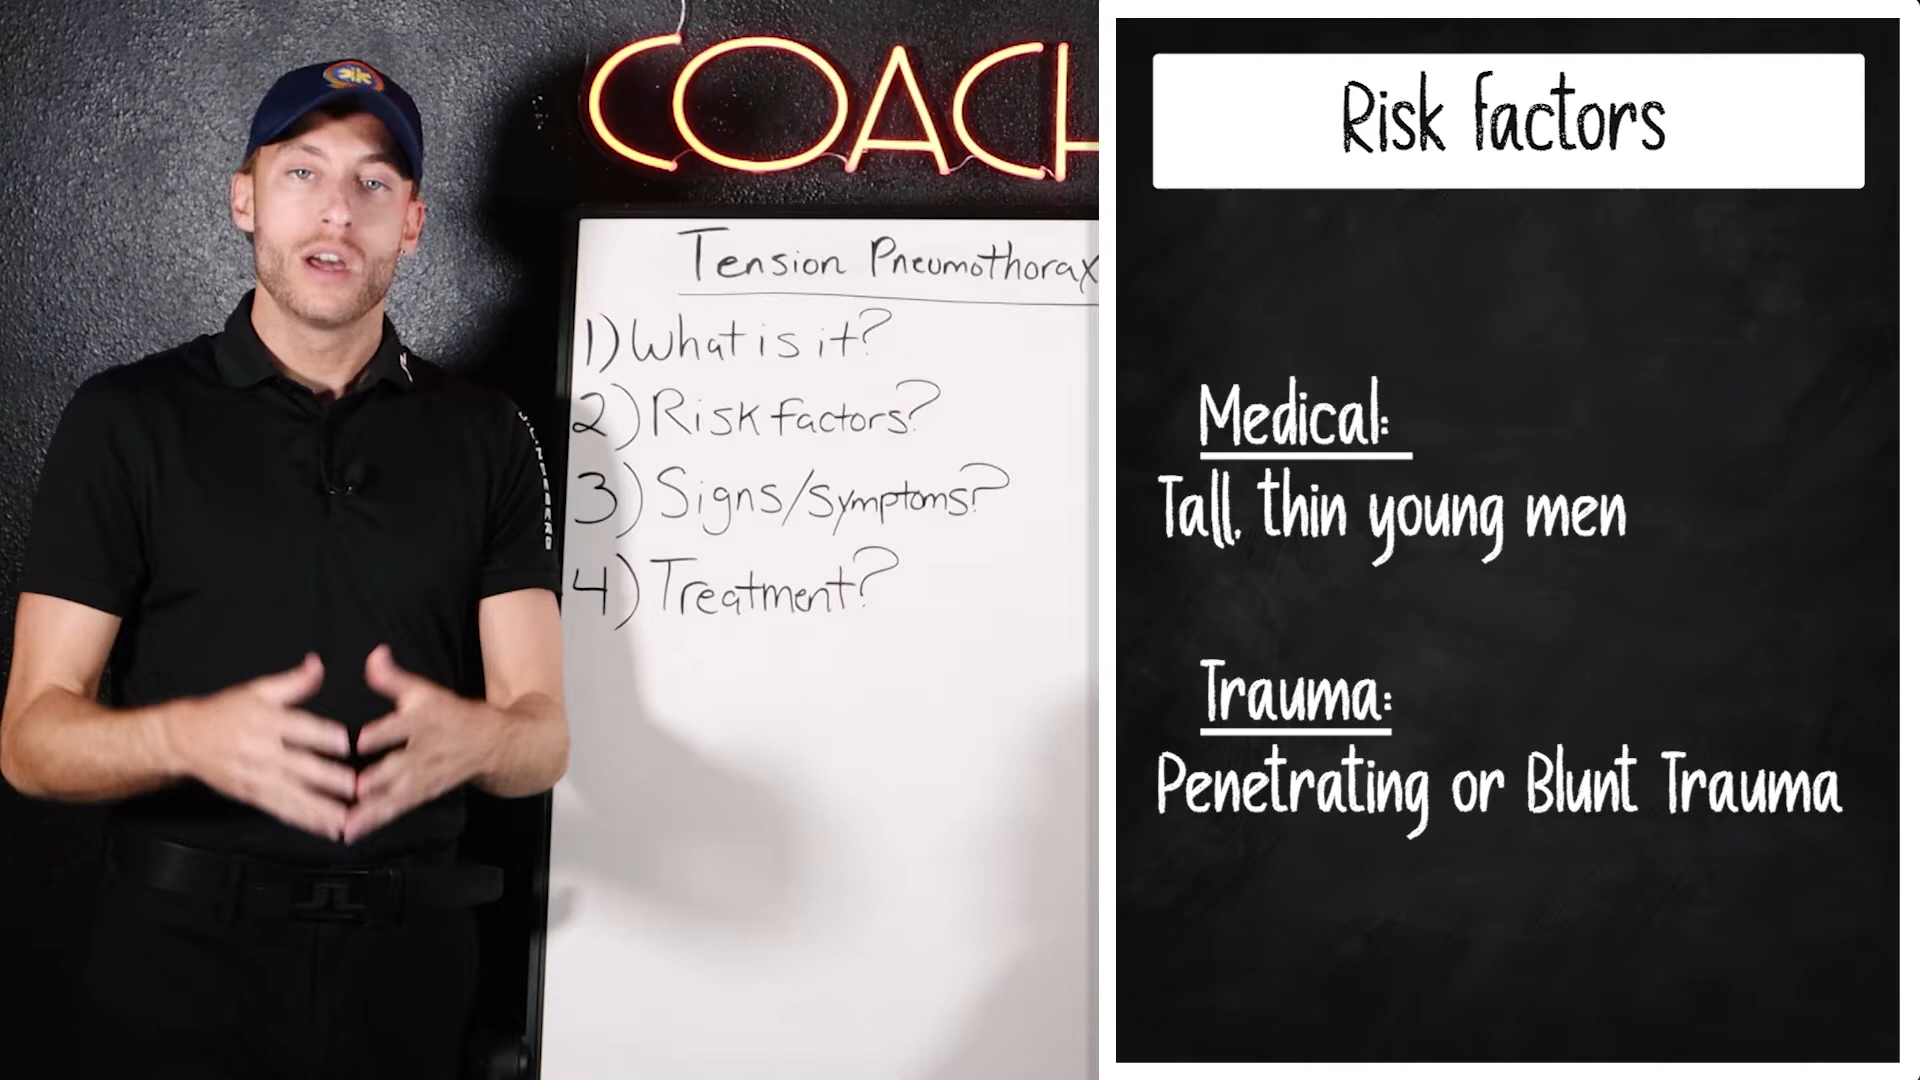 COACH
Tension Pneumothorax
1) What is it?
2) Risk factors?
3) Signs/symptoms?
4) Treatment?
J.LINDEBERG
Risk factors
Medical:
Tall, thin young men
Trauma:
Penetrating or Blunt Trauma